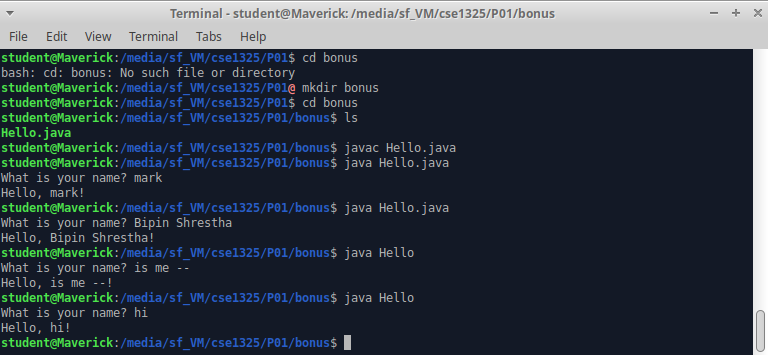 Terminal - student@Maverick: /media/sf_VM/cse1325/P01/bonus
File Edit View Terminal Tabs Help
student@Maverick:/media/sf_VM/cse1325/P01$ cd bonus
bash: cd: bonus: No such file or directory
student@Maverick:/media/sf_VM/cse1325/P01@ mkdir bonus
student@Maverick:/media/sf_VM/cse1325/P01$ cd bonus
student@Maverick:/media/sf_VM/cse1325/P01/bonus$ ls
Hello.java
student@Maverick:/media/sf_VM/cse1325/P01/bonus$ javac Hello.java
student@Maverick:/media/sf_VM/cse1325/P01/bonus$ java Hello.java
What is your name? mark
Hello, mark!
student@Maverick:/media/sf_VM/cse1325/P01/bonus$ java Hello.java
What is your name? Bipin Shrestha
Hello, Bipin Shrestha!
student@Maverick:/media/sf_VM/cse1325/P01/bonus$ java Hello
What is your name? is me --
Hello, is me --!
student@Maverick:/media/sf_VM/cse1325/P01/bonus$ java Hello
What is your name? hi
Hello, hi!
student@Maverick:/media/sf_VM/cse1325/P01/bonus$